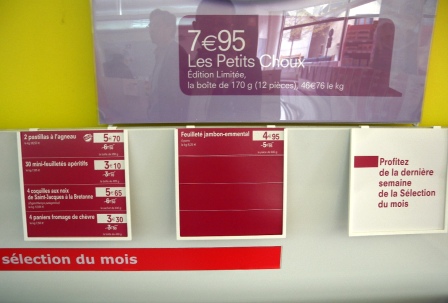 7€95
Les Petits Choux
Edition Limitée,
la boîte de 170 g (12 pièces), 46€76 le kg
2 pastillas à l'agneau 5€70
30 mini-feuilletés apéritifs 3€10
4 coquilles aux noix
de Saint-Jacques à la Bretonne 5€65
4 paniers fromage de chèvre 3€30
Feuilleté jambon-emmental 4€95
Profitez
de la dernière
semaine
de la Sélection
du mois
sélection du mois